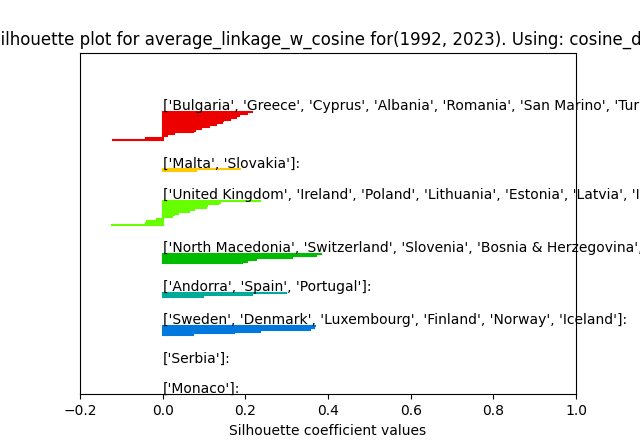 ilhouette plot for average_linkage_w_cosine for(1992, 2023). Using: cosine_d
['Bulgaria', 'Greece', 'Cyprus', 'Albania', 'Romania', 'San Marino', 'Tur
['Malta', 'Slovakia']:
['United Kingdom', 'Ireland', 'Poland', 'Lithuania', 'Estonia', 'Latvia', 'I
['North Macedonia', 'Switzerland', 'Slovenia', 'Bosnia & Herzegovina',
['Andorra', 'Spain', 'Portugal']:
['Sweden', 'Denmark', 'Luxembourg', 'Finland', 'Norway', 'Iceland']:
['Serbia']:
['Monaco']:
−0.2 0.0 0.2 0.4 0.6 0.8 1.0
Silhouette coefficient values